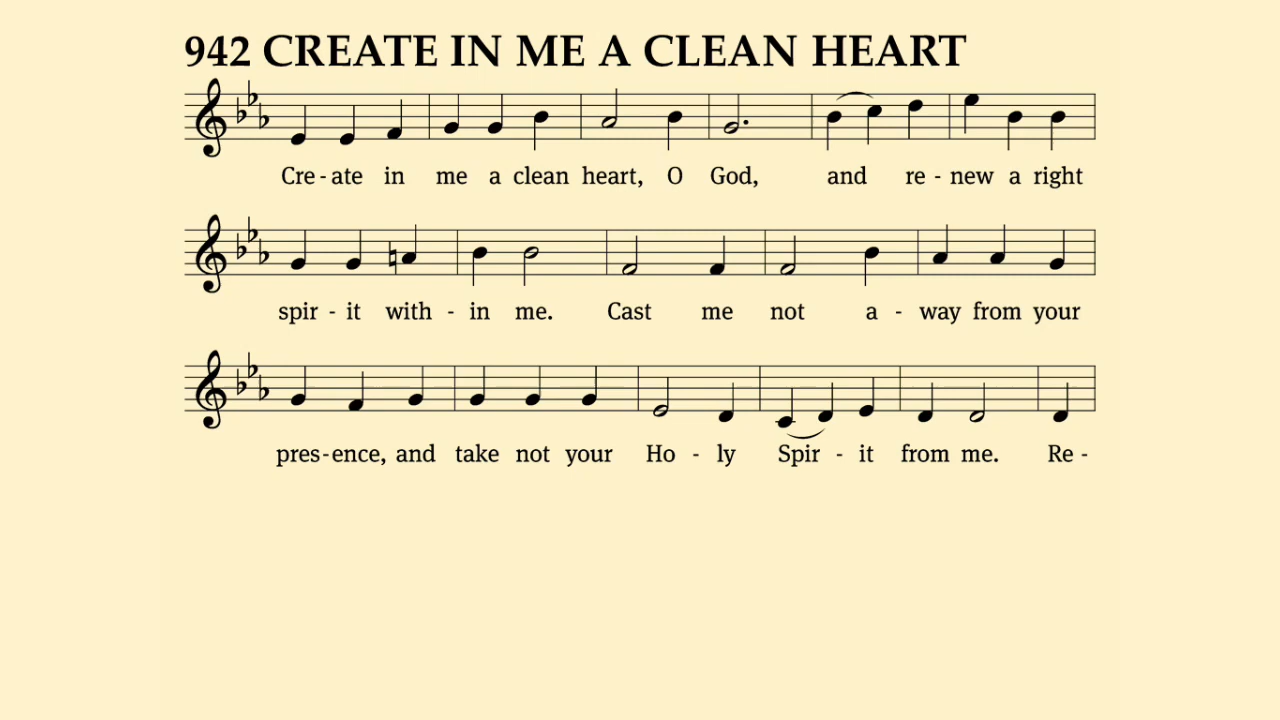 942 CREATE IN ME A CLEAN HEART
Cre - ate in me a clean heart, O God, and re - new a right
spir - it with - in me. Cast me not a - way from your
pres - ence, and take not your Ho - ly Spir - it from me. Re -